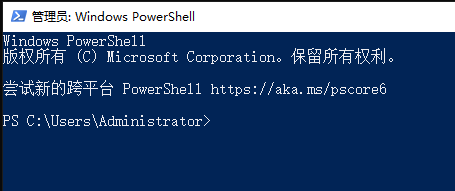 管理员: Windows PowerShell
Windows PowerShell
版权所有 (C) Microsoft Corporation。保留所有权利。
尝试新的跨平台 PowerShell https://aka.ms/pscore6
PS C:\Users\Administrator>